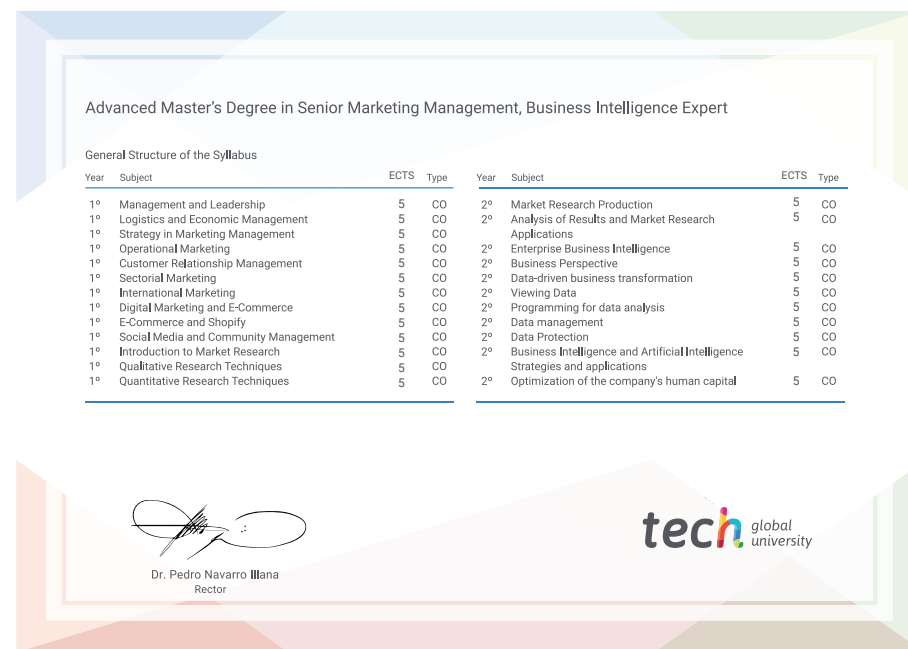 Advanced Master's Degree in Senior Marketing Management, Business Intelligence Expert
General Structure of the Syllabus
Year Subject ECTS Type
1º Management and Leadership 5 CO
1º Logistics and Economic Management 5 CO
1º Strategy in Marketing Management 5 CO
1º Operational Marketing 5 CO
1º Customer Relationship Management 5 CO
1º Sectorial Marketing 5 CO
1º International Marketing 5 CO
1º Digital Marketing and E-Commerce 5 CO
1º E-Commerce and Shopify 5 CO
1º Social Media and Community Management 5 CO
1º Introduction to Market Research 5 CO
1º Qualitative Research Techniques 5 CO
1º Quantitative Research Techniques 5 CO
Year Subject ECTS Type
2º Market Research Production 5 CO
2º Analysis of Results and Market Research 5 CO
Applications
2º Enterprise Business Intelligence 5 CO
2º Business Perspective 5 CO
2º Data-driven business transformation 5 CO
2º Viewing Data 5 CO
2º Programming for data analysis 5 CO
2º Data management 5 CO
2º Data Protection 5 CO
2º Business Intelligence and Artificial Intelligence 5 CO
Strategies and applications
2º Optimization of the company's human capital 5 CO
Dr. Pedro Navarro Illana
Rector
tech global
university